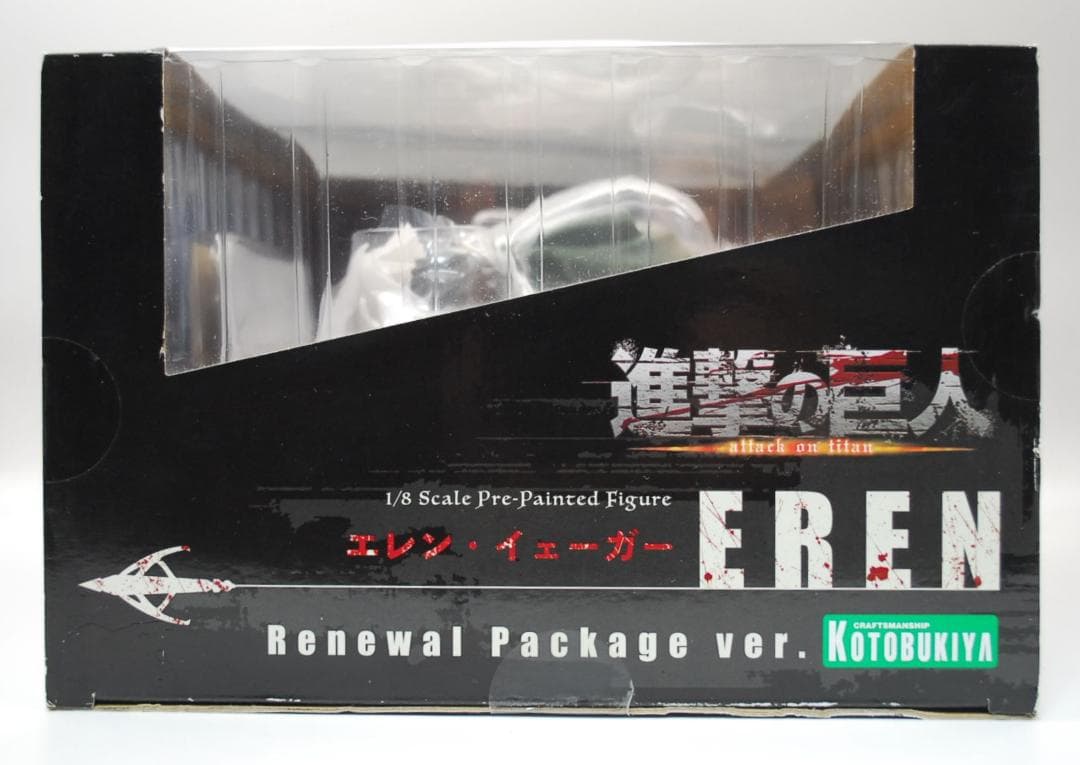 進撃の巨人
attack on titan
1/8 Scale Pre-Painted Figure
エレン・イェーガー
EREN
Renewal Package ver.
CRAFTSMANSHIP
KOTOBUKIYA